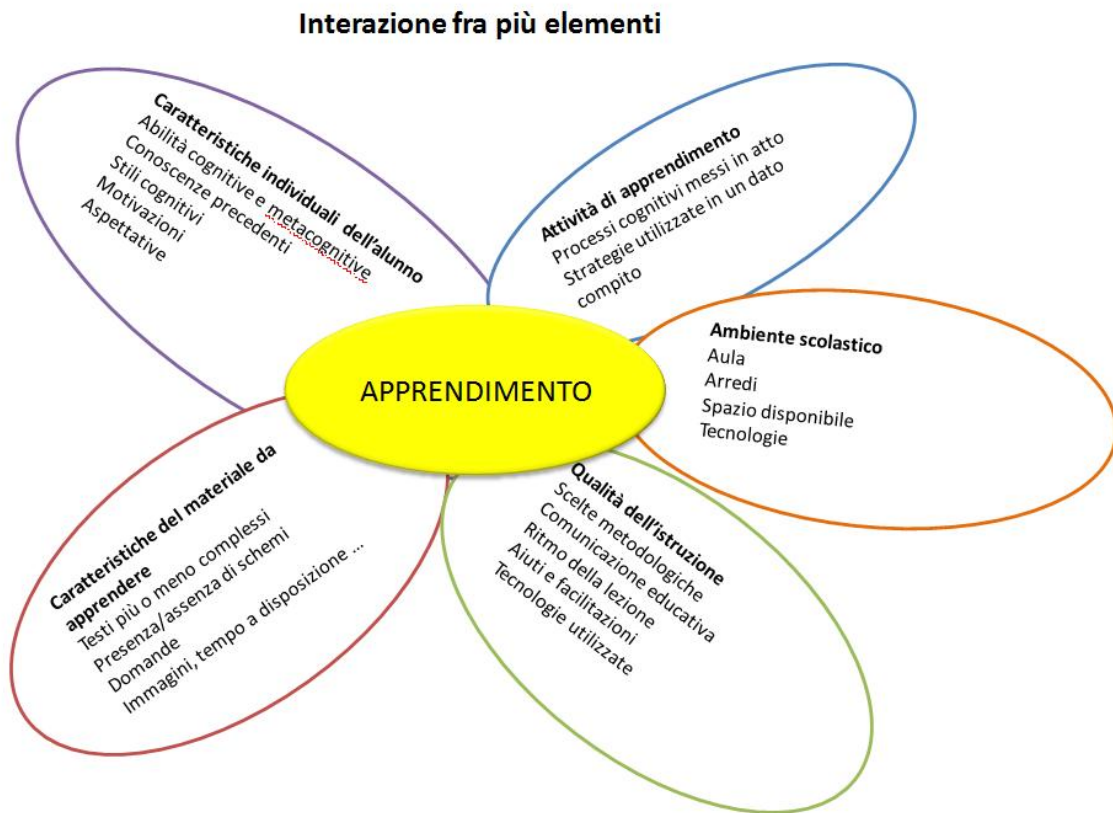 Interazione fra più elementi
Caratteristiche individuali dell'alunno
Abilità cognitive e metacognitive
Conoscenze precedenti
Stili cognitivi
Motivazioni
Aspettative
Attività di apprendimento
Processi cognitivi messi in atto
Strategie utilizzate in un dato
compito
Ambiente scolastico
Aula
Arredi
Spazio disponibile
Tecnologie
APPRENDIMENTO
Caratteristiche del materiale da
apprendere
Testi più o meno complessi
Presenza/assenza di schemi
Domande
Immagini, tempo a disposizione ...
Qualità dell'istruzione
Scelte metodologiche
Comunicazione educativa
Ritmo della lezione
Aiuti e facilitazioni
Tecnologie utilizzate